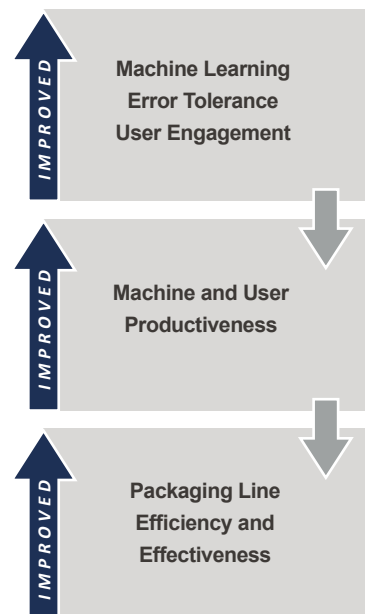 IMPROVED
Machine Learning
Error Tolerance
User Engagement
IMPROVED
Machine and User
Productiveness
IMPROVED
Packaging Line
Efficiency and
Effectiveness